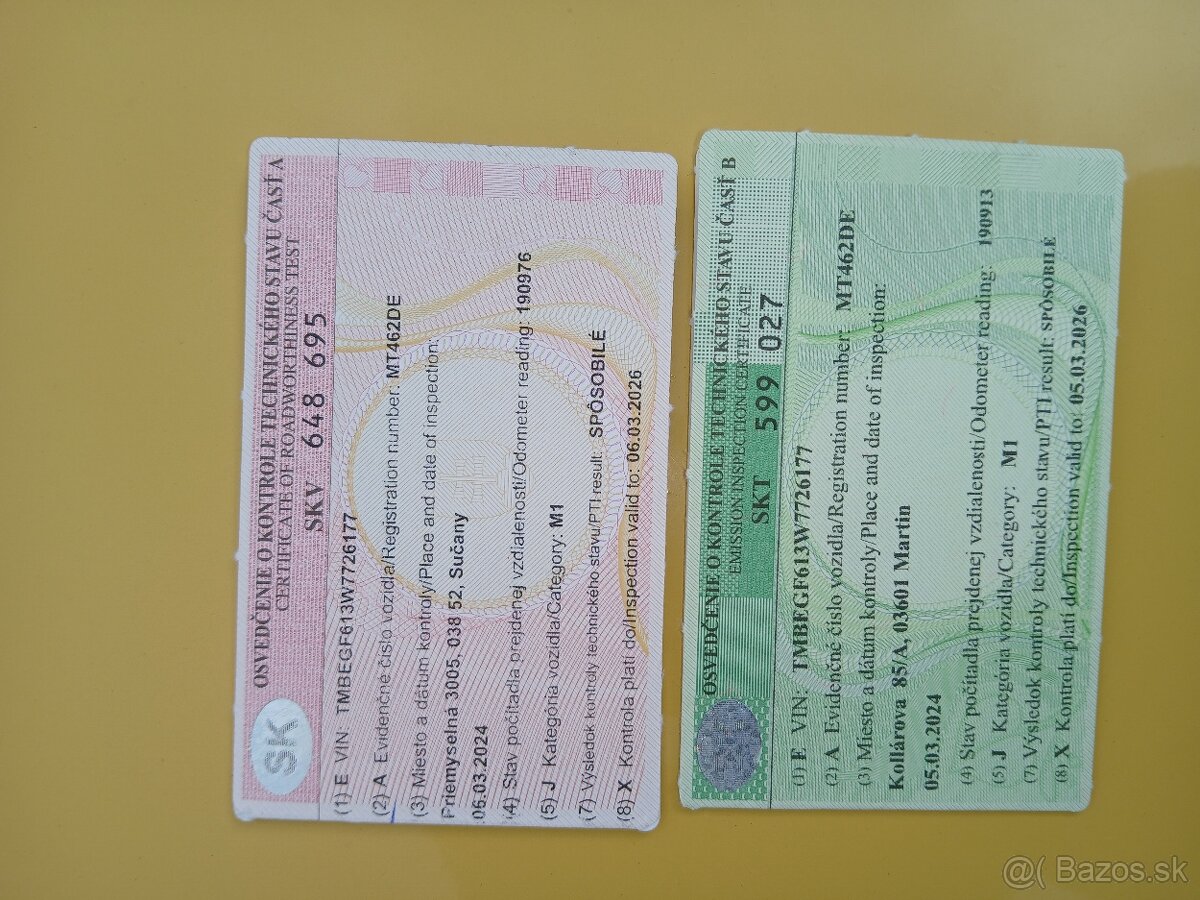 OSVEDČENIE O KONTROLE TECHNICKÉHO STAVU ČASŤ A
CERTIFICATE OF ROADWORTHINESS TEST
SK
SKV 648 695
(1) E VIN: TMBEGF613W7726177
(2) A Evidenčné číslo vozidla/Registration number: MT462DE
(3) Miesto a dátum kontroly/Place and date of inspection:
Priemyselná 3005, 038 52, Sučany
06.03.2024
(4) Stav počítadla prejdenej vzdialenosti/Odometer reading: 190976
(5) J Kategória vozidla/Category: M1
(7) Výsledok kontroly technického stavu/PTI result: SPÔSOBILÉ
(8) X Kontrola platí do/Inspection valid to: 06.03.2026
OSVEDČENIE O KONTROLE TECHNICKÉHO STAVU ČASŤ B
EMISSION INSPECTION CERTIFICATE
SK
SKT 599 027
(1) E VIN: TMBEGF613W7726177
(2) A Evidenčné číslo vozidla/Registration number: MT462DE
(3) Miesto a dátum kontroly/Place and date of inspection:
Kollárova 85/A, 03601 Martin
05.03.2024
(4) Stav počítadla prejdenej vzdialenosti/Odometer reading: 190913
(5) J Kategória vozidla/Category: M1
(7) Výsledok kontroly technického stavu/PTI result: SPÔSOBILÉ
(8) X Kontrola platí do/Inspection valid to: 05.03.2026
@( Bazos.sk